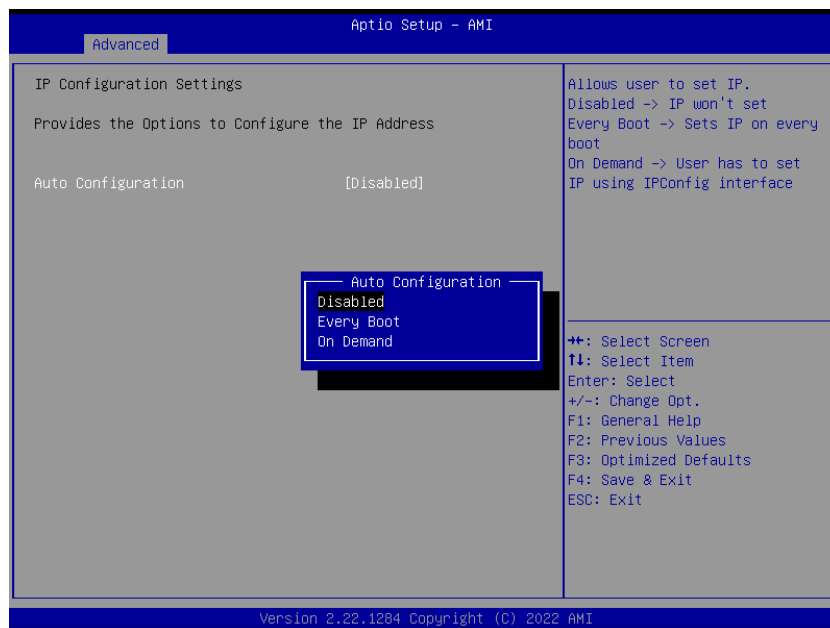 Aptio Setup – AMI
Advanced
IP Configuration Settings
Provides the Options to Configure the IP Address
Auto Configuration [Disabled]
Auto Configuration
Disabled
Every Boot
On Demand
Allows user to set IP.
Disabled -> IP won't set
Every Boot -> Sets IP on every
boot
On Demand -> User has to set
IP using IPConfig interface
→←: Select Screen
↑↓: Select Item
Enter: Select
+/-: Change Opt.
F1: General Help
F2: Previous Values
F3: Optimized Defaults
F4: Save & Exit
ESC: Exit
Version 2.22.1284 Copyright (C) 2022 AMI